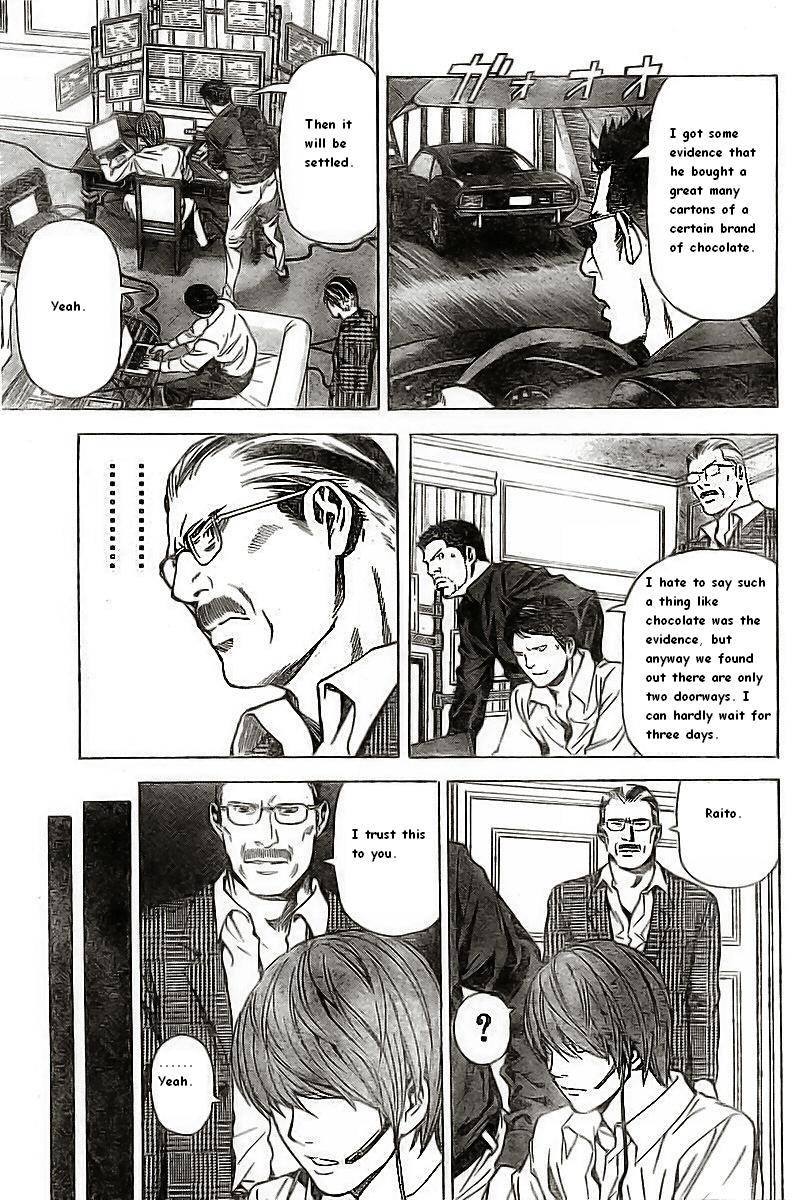 ガォオオ
I got some
evidence that
he bought a
great many
cartons of a
certain brand
of chocolate.
Then it
will be
settled.
Yeah.
I hate to say such
a thing like
chocolate was the
evidence, but
anyway we found
out there are only
two doorways. I
can hardly wait for
three days.
Raito.
?
I trust this
to you.
......
Yeah.